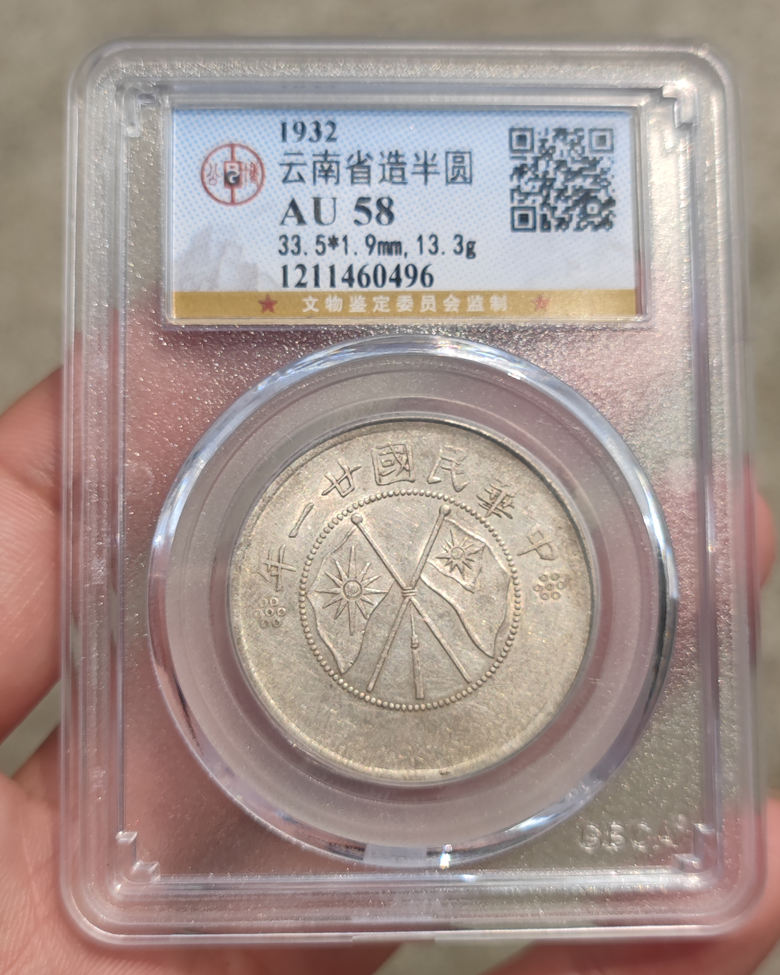 1932
云南省造半圆
AU 58
33.5*1.9mm,13.3g
1211460496
文物鉴定委员会监制
年一廿國民華中